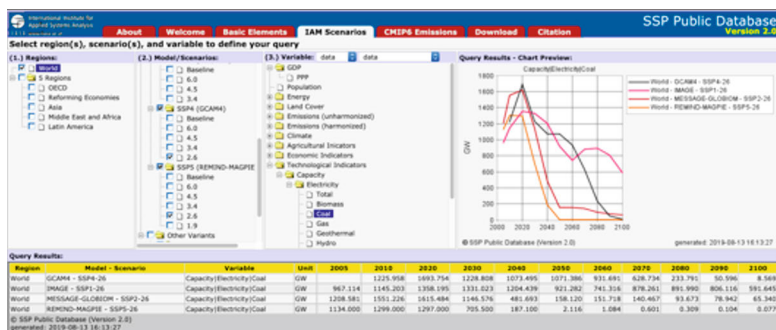 International Institute for
Applied Systems Analysis
SSP Public Database
Version 2.0
About Welcome Basic Elements IAM Scenarios CMIP6 Emissions Download Citation
Select region(s), scenario(s), and variable to define your query
(1.) Regions:
World
5 Regions
OECD
Reforming Economies
Asia
Middle East and Africa
Latin America
(2.) Model/Scenarios:
Baseline
6.0
4.5
3.4
SSP4 (GCAM4)
Baseline
6.0
4.5
3.4
2.6
SSP5 (REMIND-MAGPIE
Baseline
6.0
4.5
3.4
2.6
1.9
Other Variants
(3.) Variable: data data
GDP
PPP
Population
Energy
Land Cover
Emissions (unharmonized)
Emissions (harmonized)
Climate
Agricultural Inicators
Economic Indicators
Technological Indicators
Capacity
Electricity
Total
Biomass
Coal
Gas
Geothermal
Hydro
Query Results - Chart Preview:
Capacity|Electricity|Coal
1800
1600
1400
1200
1000
800
600
400
200
0
GW
2000 2020 2040 2060 2080 2100
World - GCAM4 - SSP4-26
World - IMAGE - SSP1-26
World - MESSAGE-GLOBIOM - SSP2-26
World - REMIND-MAGPIE - SSP5-26
© SSP Public Database (Version 2.0) generated: 2019-08-13 16:13:27
Query Results:
Region Model - Scenario Variable Unit 2005 2010 2020 2030 2040 2050 2060 2070 2080 2090 2100
World GCAM4 - SSP4-26 Capacity|Electricity|Coal GW 1225.958 1693.754 1228.808 1073.495 1071.386 931.691 628.734 233.791 50.596 8.569
World IMAGE - SSP1-26 Capacity|Electricity|Coal GW 967.114 1145.203 1358.195 1331.023 1204.439 921.282 741.316 878.261 891.990 806.116 591.645
World MESSAGE-GLOBIOM - SSP2-26 Capacity|Electricity|Coal GW 1208.581 1551.226 1615.484 1146.576 481.693 158.120 151.718 140.467 93.673 78.942 65.340
World REMIND-MAGPIE - SSP5-26 Capacity|Electricity|Coal GW 1134.000 1299.000 1297.000 705.500 187.100 2.116 1.084 0.601 0.309 0.104 0.077
© SSP Public Database (Version 2.0)
generated: 2019-08-13 16:13:27